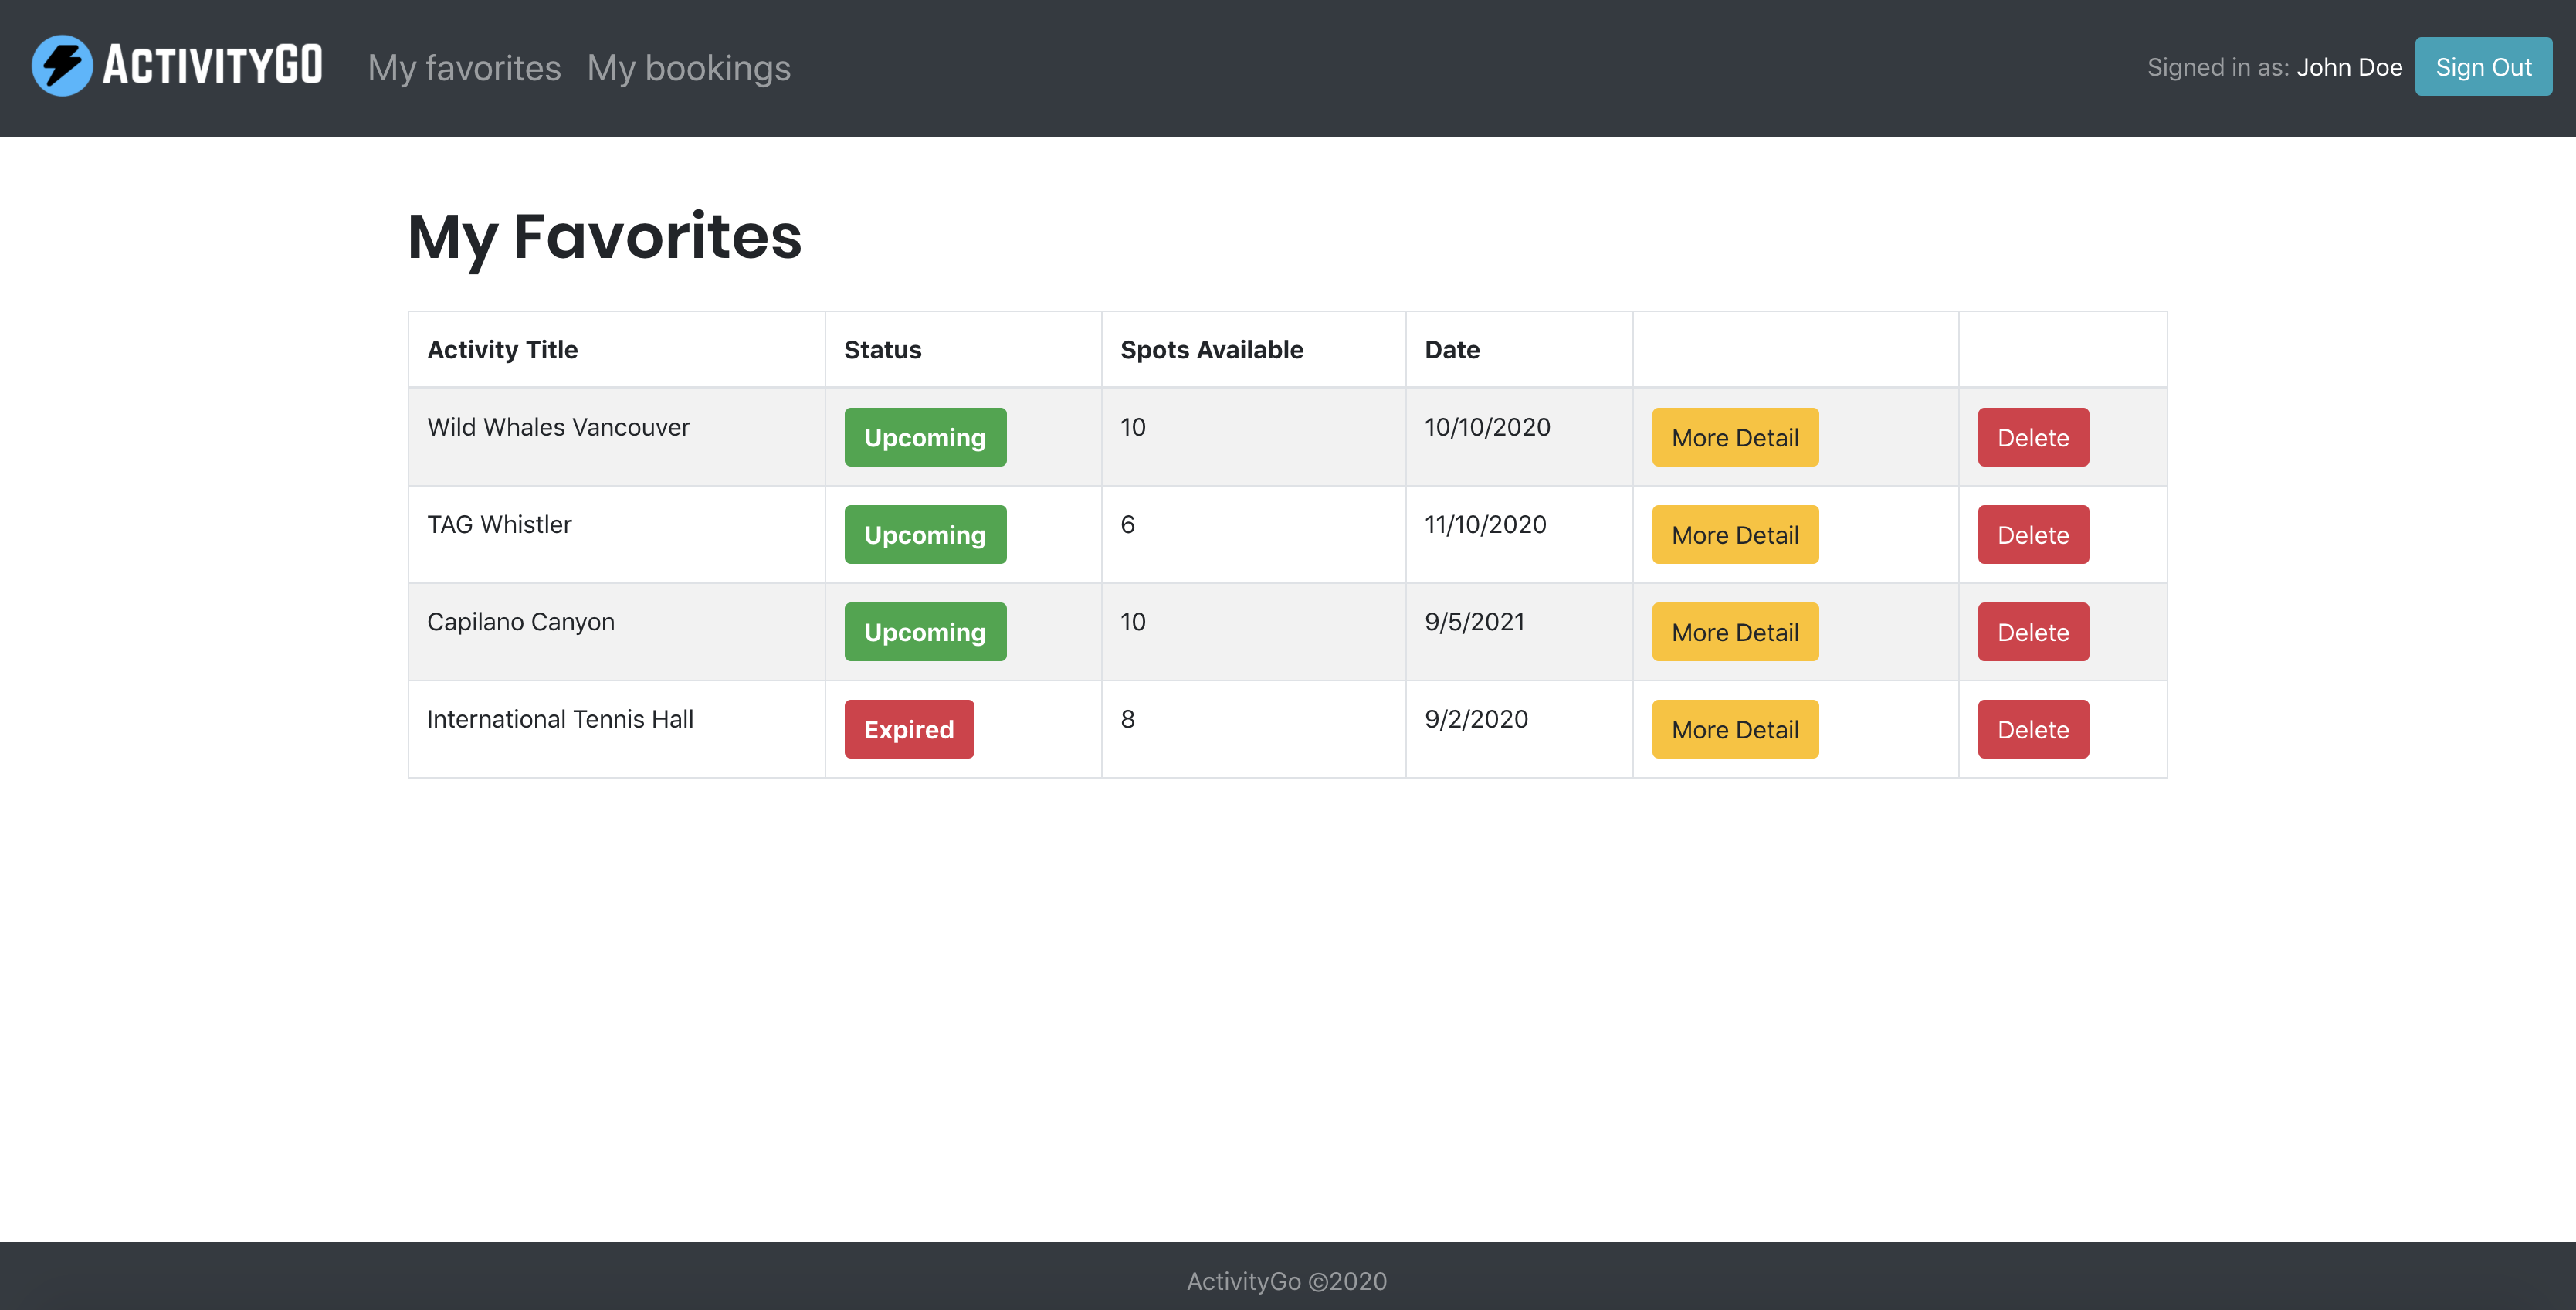 ACTIVITYGO My favorites My bookings Signed in as: John Doe Sign Out
My Favorites
Activity Title Status Spots Available Date
Wild Whales Vancouver Upcoming 10 10/10/2020 More Detail Delete
TAG Whistler Upcoming 6 11/10/2020 More Detail Delete
Capilano Canyon Upcoming 10 9/5/2021 More Detail Delete
International Tennis Hall Expired 8 9/2/2020 More Detail Delete
ActivityGo ©2020